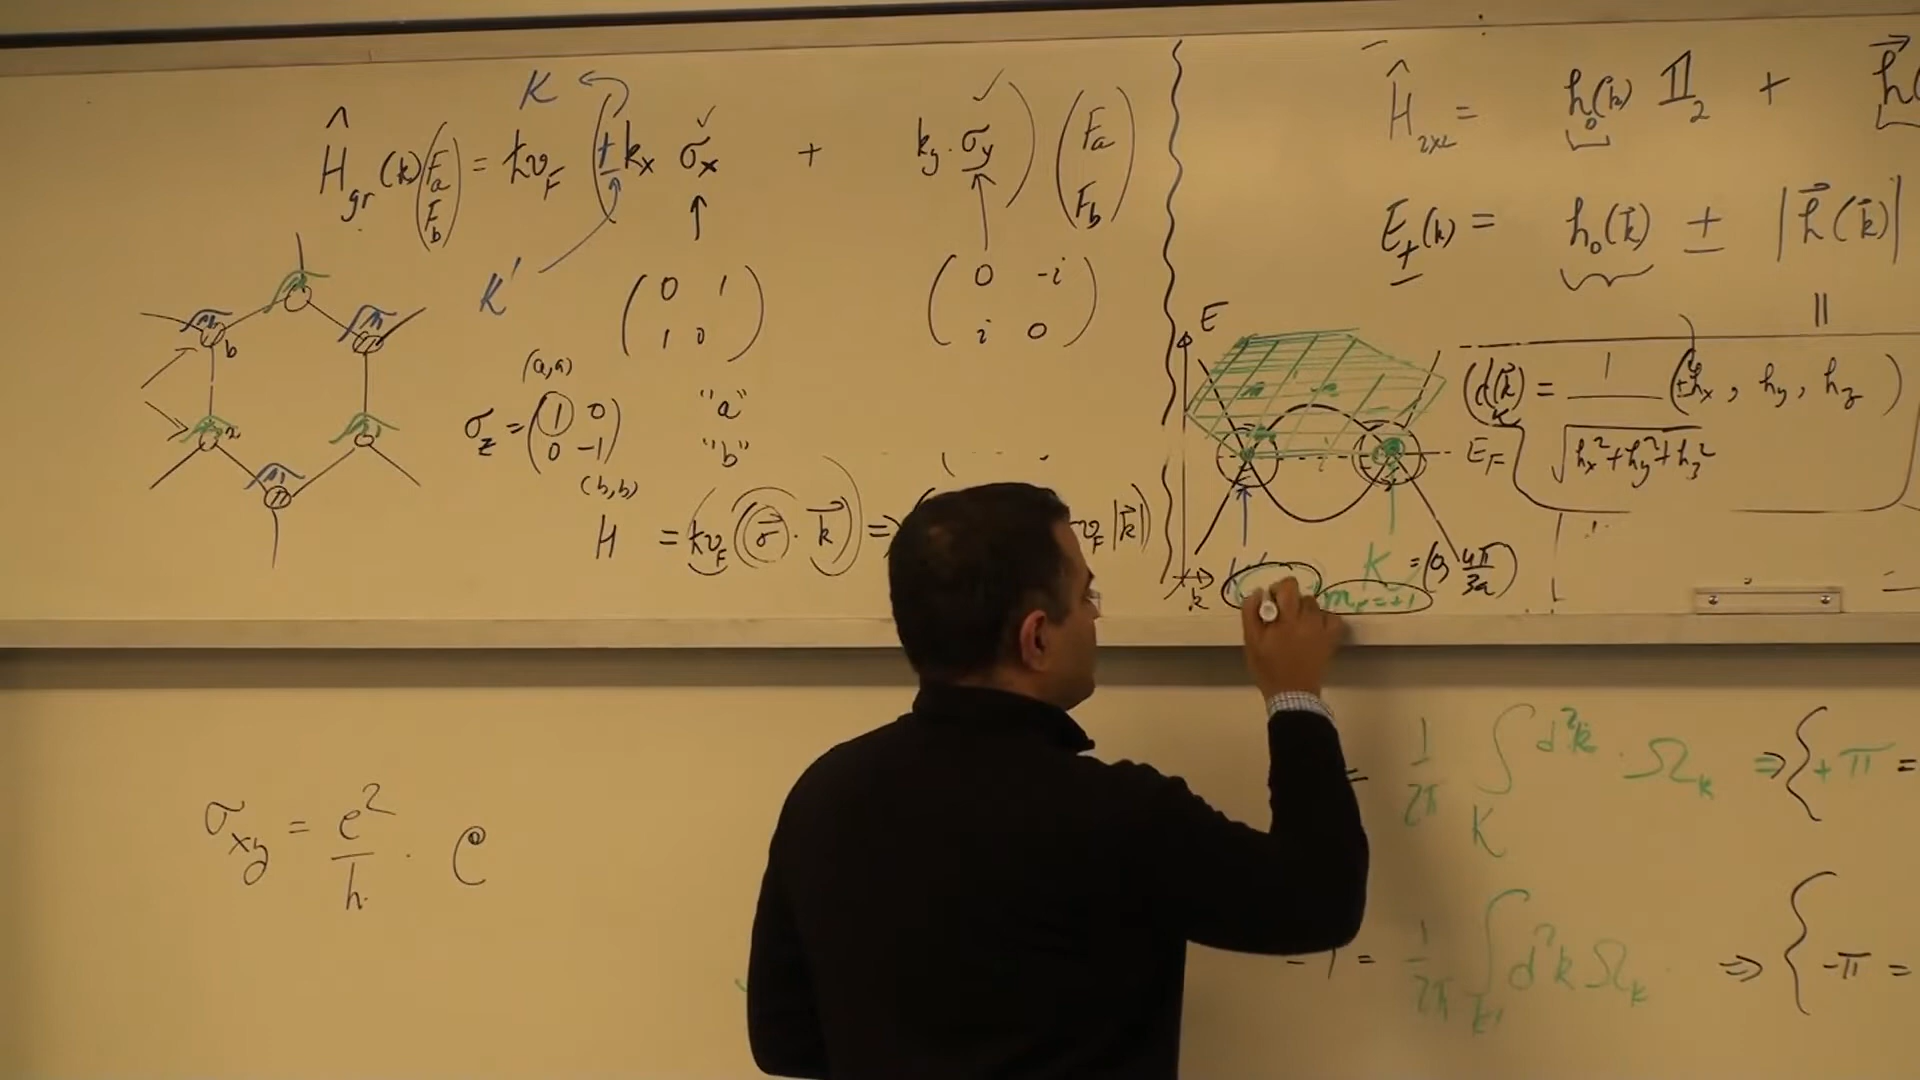 K
Ĥ_gr (k) (F_a F_b) = ħv_F (± k_x σ_x + k_y · σ_y) (F_a F_b)
K'
(0 1
1 0)
(0 -i
i 0)
b
a
(a,a)
σ_z = (1 0
0 -1)
(b,b)
"a"
"b"
H = ħv_F (σ⃗ · k⃗) ⇒
v_F |k⃗|)
Ĥ_2x2 = h_0(k) 𝟙_2 + h⃗(
E_±(k) = h_0(k⃗) ± |h⃗(k⃗)|
||
E
E_F
k
K = (0, 4π/3a)
=+1
d(k⃗) = 1/√(h_x² + h_y² + h_z²) (±h_x, h_y, h_z)
K
σ_xy = e²/h · C
= 1/2π ∫_K d²k · Ω_k ⇒ { +π =
= 1/2π ∫_K' d²k Ω_k ⇒ { -π =